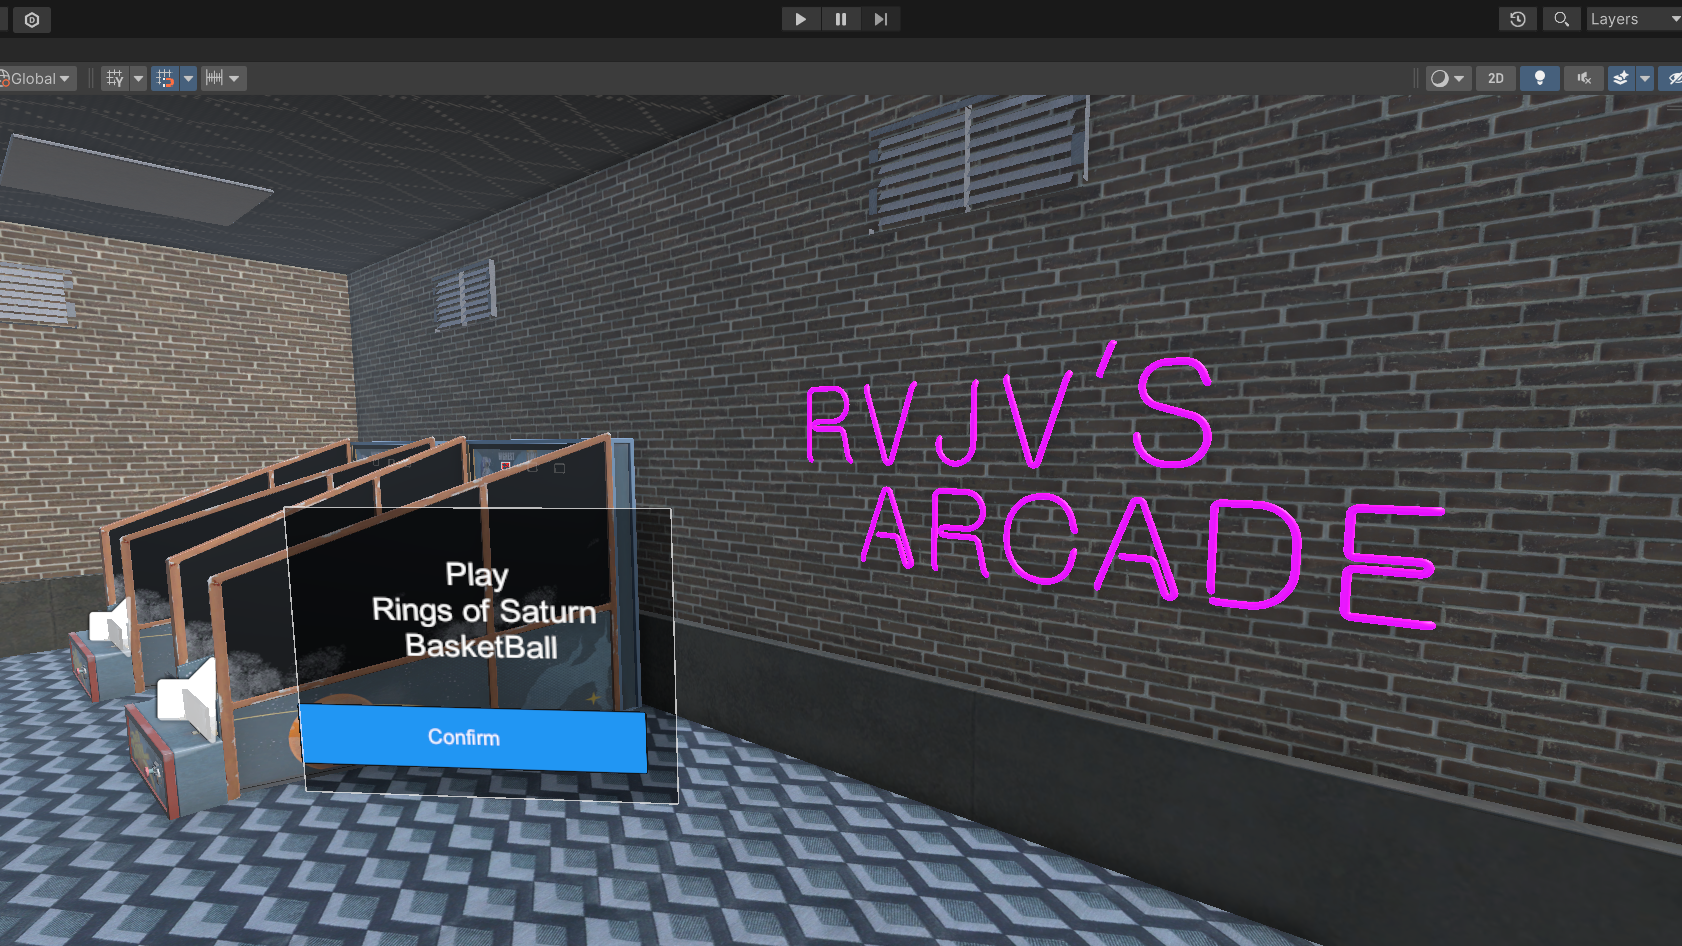 Layers
Global
2D
RVJV'S
ARCADE
Play
Rings of Saturn
BasketBall
Confirm